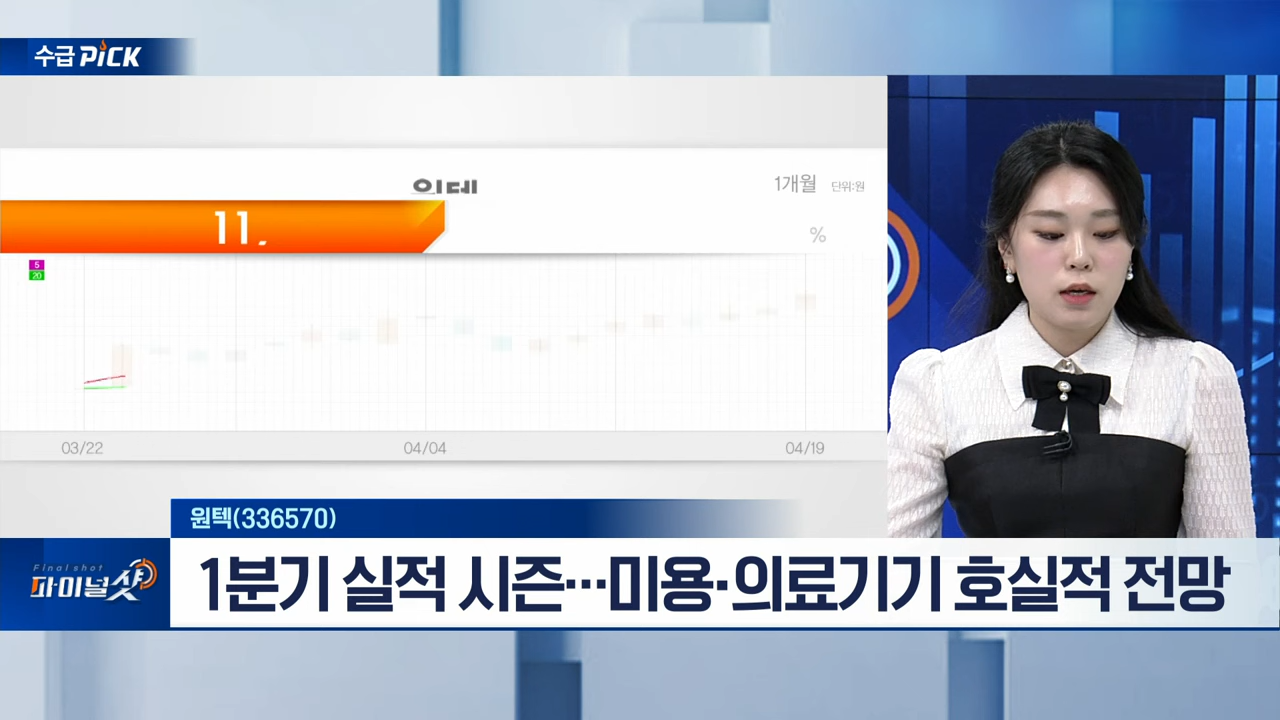 수급 PICK
1개월 단위:원
11.
%
5
20
03/22 04/04 04/19
원텍(336570)
Final shot
파이널샷
1분기 실적 시즌…미용·의료기기 호실적 전망